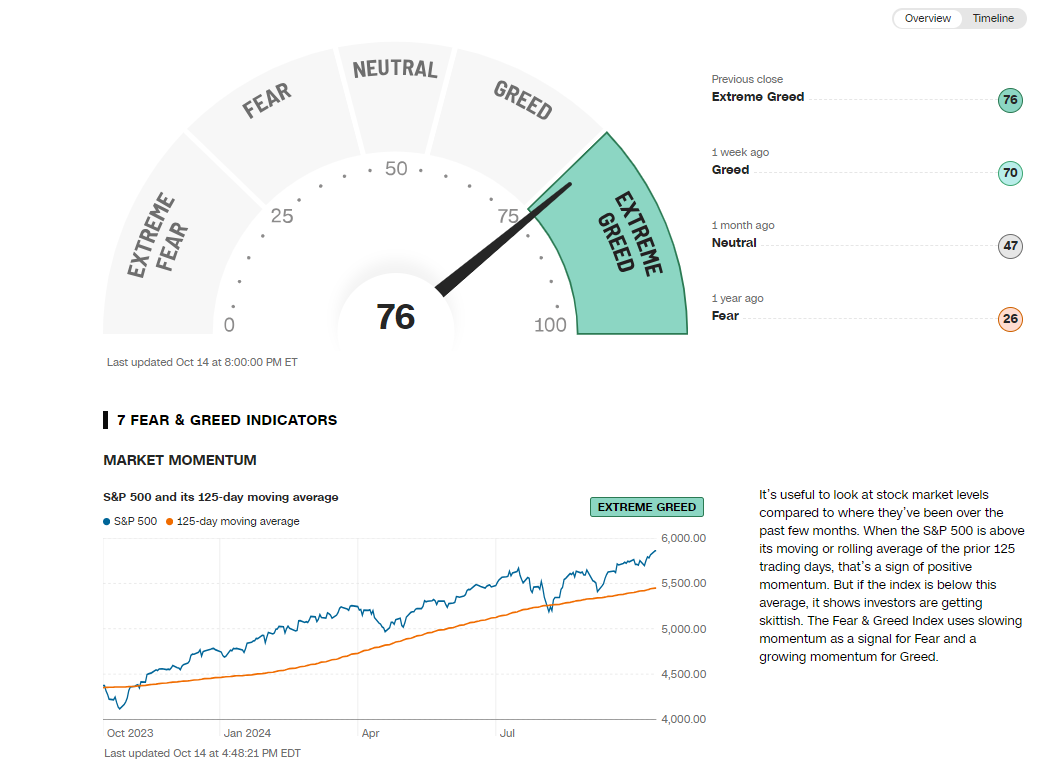 Overview
Timeline
EXTREME
FEAR
FEAR
NEUTRAL
GREED
EXTREME
GREED
0
25
50
75
100
76
Last updated Oct 14 at 8:00:00 PM ET
Previous close
Extreme Greed
76
1 week ago
Greed
70
1 month ago
Neutral
47
1 year ago
Fear
26
7 FEAR & GREED INDICATORS
MARKET MOMENTUM
S&P 500 and its 125-day moving average
S&P 500
125-day moving average
EXTREME GREED
6,000.00
5,500.00
5,000.00
4,500.00
4,000.00
Oct 2023
Jan 2024
Apr
Jul
Last updated Oct 14 at 4:48:21 PM EDT
It's useful to look at stock market levels
compared to where they've been over the
past few months. When the S&P 500 is above
its moving or rolling average of the prior 125
trading days, that's a sign of positive
momentum. But if the index is below this
average, it shows investors are getting
skittish. The Fear & Greed Index uses slowing
momentum as a signal for Fear and a
growing momentum for Greed.